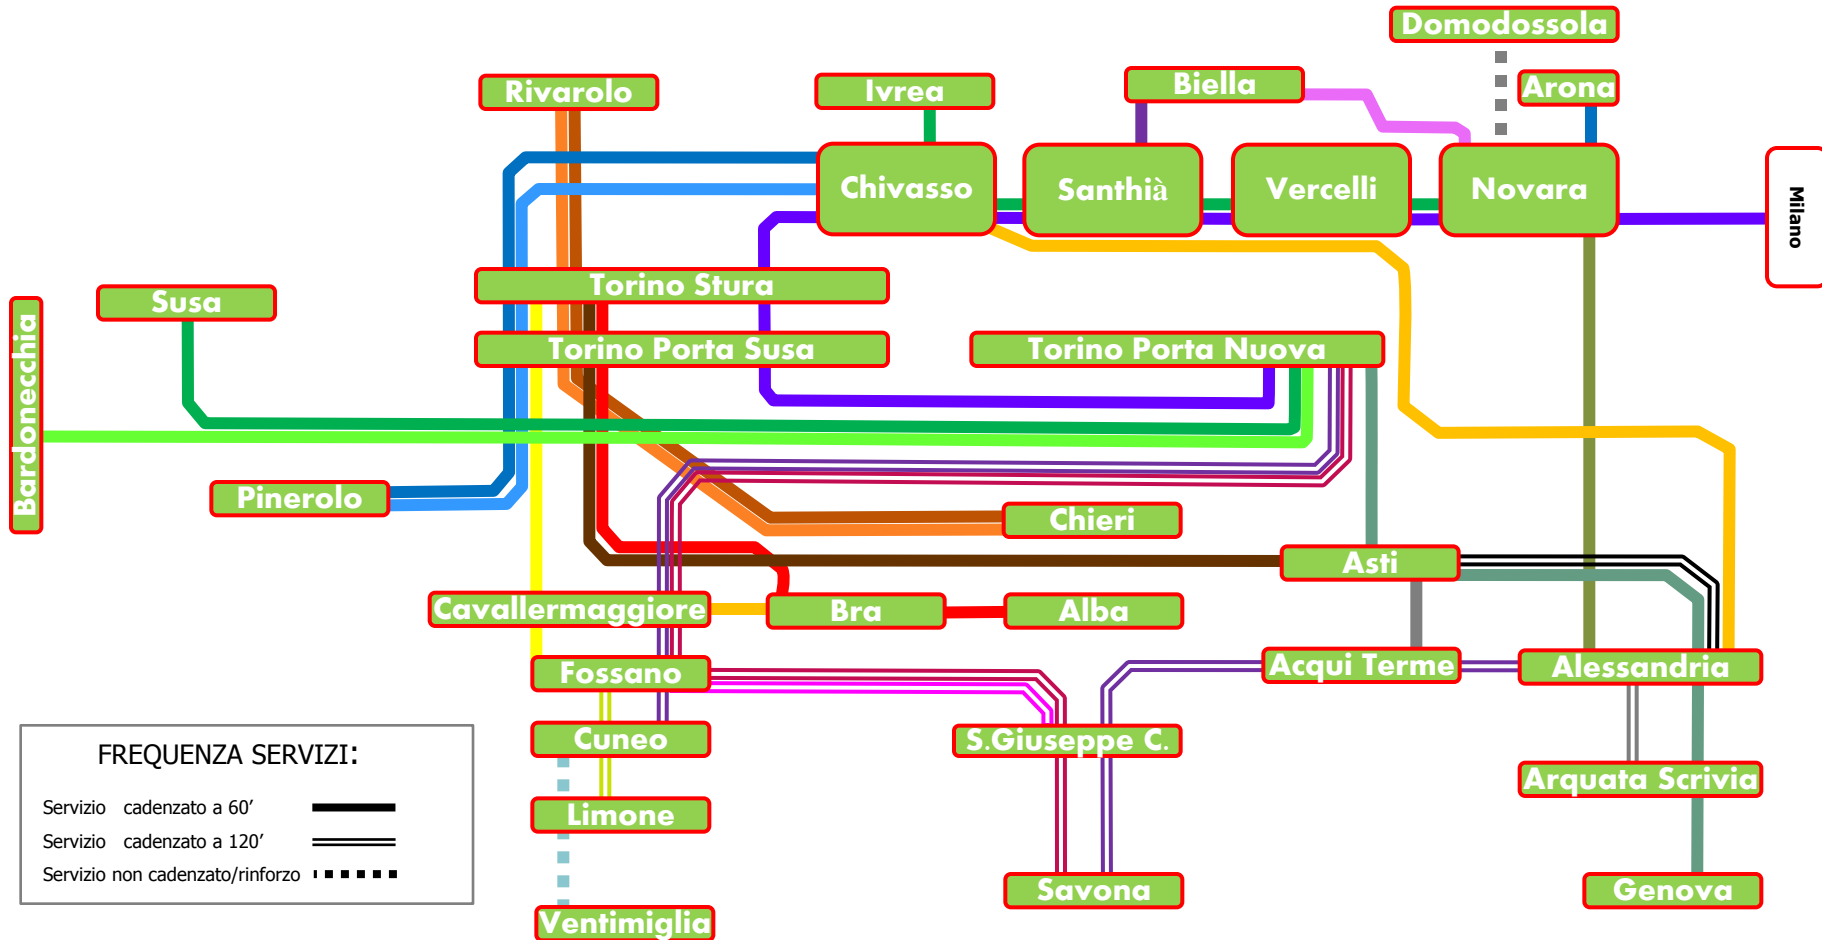 Domodossola
Rivarolo
Ivrea
Biella
Arona
Chivasso
Santhià
Vercelli
Novara
Milano
Torino Stura
Susa
Bardonecchia
Torino Porta Susa
Torino Porta Nuova
Pinerolo
Chieri
Asti
Cavallermaggiore
Bra
Alba
Fossano
Acqui Terme
Alessandria
Cuneo
S.Giuseppe C.
Arquata Scrivia
Limone
Savona
Genova
Ventimiglia
FREQUENZA SERVIZI:
Servizio cadenzato a 60'
Servizio cadenzato a 120'
Servizio non cadenzato/rinforzo